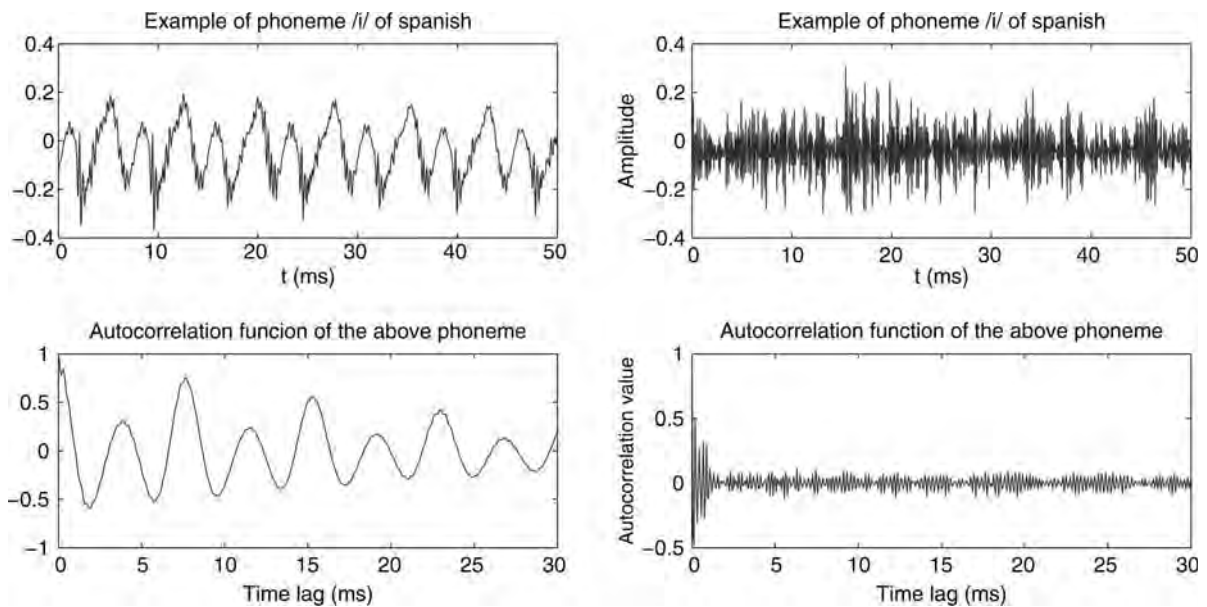 Example of phoneme /i/ of spanish
0.4
0.2
0
−0.2
−0.4
0 10 20 30 40 50
t (ms)
Example of phoneme /i/ of spanish
Amplitude
0.4
0.2
0
−0.2
−0.4
0 10 20 30 40 50
t (ms)
Autocorrelation funcion of the above phoneme
1
0.5
0
−0.5
−1
0 5 10 15 20 25 30
Time lag (ms)
Autocorrelation function of the above phoneme
Autocorrelation value
1
0.5
0
−0.5
0 5 10 15 20 25 30
Time lag (ms)